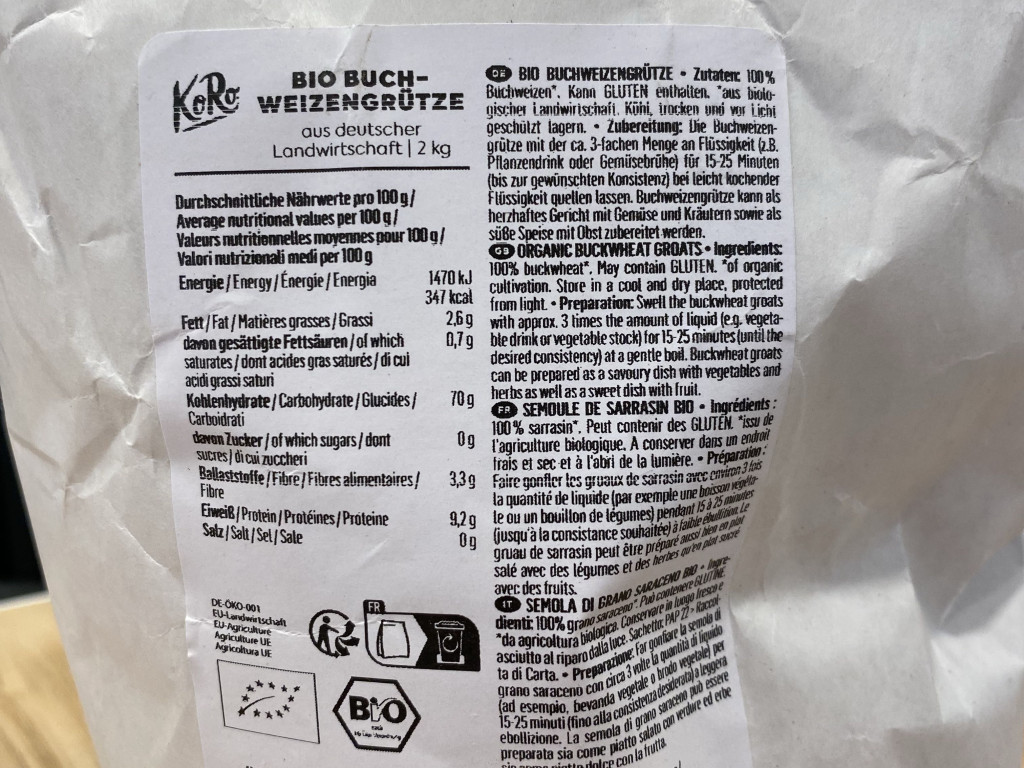 KoRo
BIO BUCH-
WEIZENGRÜTZE
aus deutscher
Landwirtschaft | 2 kg
Durchschnittliche Nährwerte pro 100 g/
Average nutritional values per 100 g/
Valeurs nutritionnelles moyennes pour 100 g/
Valori nutrizionali medi per 100 g
Energie/Energy/Énergie/Energia 1470 kJ
347 kcal
Fett/Fat/Matières grasses/Grassi 2,6 g
davon gesättigte Fettsäuren/of which 0,7 g
saturates/dont acides gras saturés/di cui
acidi grassi saturi
Kohlenhydrate/Carbohydrate/Glucides/ 70 g
Carboidrati
davon Zucker/of which sugars/dont 0 g
sucres/di cui zuccheri
Ballaststoffe/Fibre/Fibres alimentaires/ 3,3 g
Fibre
Eiweiß/Protein/Protéines/Proteine 9,2 g
Salz/Salt/Sel/Sale 0 g
DE-ÖKO-001
EU-Landwirtschaft
EU-Agriculture
Agriculture UE
Agricoltura UE
FR
BIO
DE BIO BUCHWEIZENGRÜTZE • Zutaten: 100%
Buchweizen*. Kann GLUTEN enthalten. *aus biolo-
gischer Landwirtschaft. Kühl, trocken und vor Licht
geschützt lagern. • Zubereitung: Die Buchweizen-
grütze mit der ca. 3-fachen Menge an Flüssigkeit (z.B.
Pflanzendrink oder Gemüsebrühe) für 15-25 Minuten
(bis zur gewünschten Konsistenz) bei leicht kochender
Flüssigkeit quellen lassen. Buchweizengrütze kann als
herzhaftes Gericht mit Gemüse und Kräutern sowie als
süße Speise mit Obst zubereitet werden.
GB ORGANIC BUCKWHEAT GROATS • Ingredients:
100% buckwheat*. May contain GLUTEN. *of organic
cultivation. Store in a cool and dry place, protected
from light. • Preparation: Swell the buckwheat groats
with approx. 3 times the amount of liquid (e.g. vegeta-
ble drink or vegetable stock) for 15-25 minutes (until the
desired consistency) at a gentle boil. Buckwheat groats
can be prepared as a savoury dish with vegetables and
herbs as well as a sweet dish with fruit.
FR SEMOULE DE SARRASIN BIO • Ingrédients :
100% sarrasin*. Peut contenir des GLUTEN. *issu de
l'agriculture biologique. A conserver dans un endroit
frais et sec et à l'abri de la lumière. • Préparation :
Faire gonfler les gruaux de sarrasin avec environ 3 fois
la quantité de liquide (par exemple une boisson végéta-
le ou un bouillon de légumes) pendant 15 à 25 minutes
(jusqu'à la consistance souhaitée) à faible ébullition. Le
gruau de sarrasin peut être préparé aussi bien en plat
salé avec des légumes et des herbes qu'en plat sucré
avec des fruits.
IT SEMOLA DI GRANO SARACENO BIO • Ingre-
dienti: 100% grano saraceno*. Può contenere GLUTINE.
*da agricoltura biologica. Conservare in luogo fresco e
asciutto al riparo dalla luce. Sachetto: PAP 22 > Raccol-
ta di Carta. • Preparazione: Far gonfiare la semola di
grano saraceno con circa 3 volte la quantità di liquido
(ad esempio, bevanda vegetale o brodo vegetale) per
15-25 minuti (fino alla consistenza desiderata) a leggera
ebollizione. La semola di grano saraceno può essere
preparata sia come piatto salato con verdure ed erbe
sia come piatto dolce con la frutta.